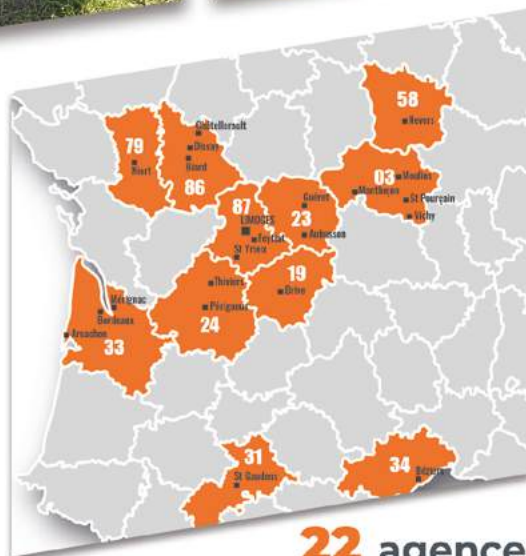 58
Nevers
79
Niort
Châtellerault
Dissay
86
03
Moulins
Montluçon
St Pourçain
Vichy
87
LIMOGES
Feytiat
St Yrieix
Guéret
23
Aubusson
19
Brive
Thiviers
Périgueux
24
Mérignac
Bordeaux
Arcachon
33
31
St Gaudens
34
Béziers
22 agence